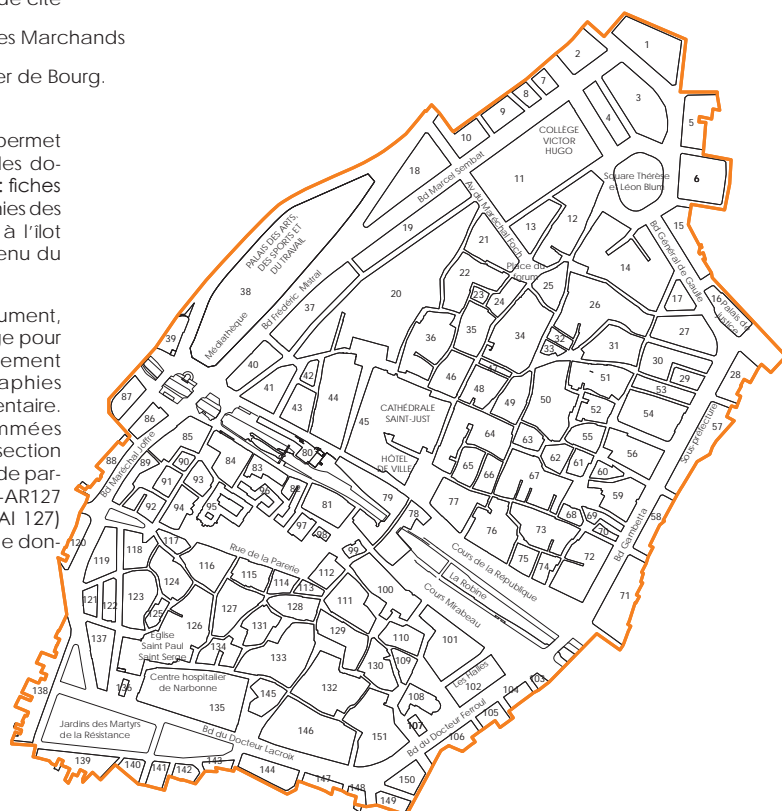 de cité
es Marchands
er de Bourg.
permet
les do-
: fiches
nies des
à l'îlot
enu du
ument,
ge pour
ement
aphies
entaire.
mmées
section
de par-
-AR127
AI 127)
e don-
1
2
3
4
5
6
7
8
9
10
COLLÈGE
VICTOR
HUGO
11
Square Thérèse
et Léon Blum
18
Bd Marcel Sembat
Av du Maréchal Foch
12
13
14
15
Bd Général de Gaulle
16
Palais de
Justice
17
19
PALAIS DES ARTS,
DES SPORTS ET
DU TRAVAIL
38
Médiathèque
Bd Frédéric Mistral
37
20
21
22
23
24
Place du
forum
25
26
27
28
29
30
31
32
33
34
35
36
39
40
41
42
43
44
45
46
47
48
49
50
51
52
53
54
55
56
57
Sous-préfecture
CATHÉDRALE
SAINT-JUST
HÔTEL
DE VILLE
58
59
60
61
62
63
64
65
66
67
68
69
70
71
Bd Gambetta
72
73
74
75
76
77
78
79
80
81
82
83
84
85
86
87
88
Bd Maréchal Joffre
89
90
91
92
93
94
95
96
97
98
99
Cours de la République
La Robine
Cours Mirabeau
Rue de la Parerie
100
101
Les Halles
102
103
104
105
106
107
108
109
110
111
112
113
114
115
116
117
118
119
120
121
122
123
124
125
126
127
128
129
130
131
132
133
134
Eglise
Saint Paul
Saint Serge
Centre hospitalier
de Narbonne
135
136
137
138
Jardins des Martyrs
de la Résistance
Bd du Docteur Lacroix
Bd du Docteur Ferroul
139
140
141
142
143
144
145
146
147
148
149
150
151